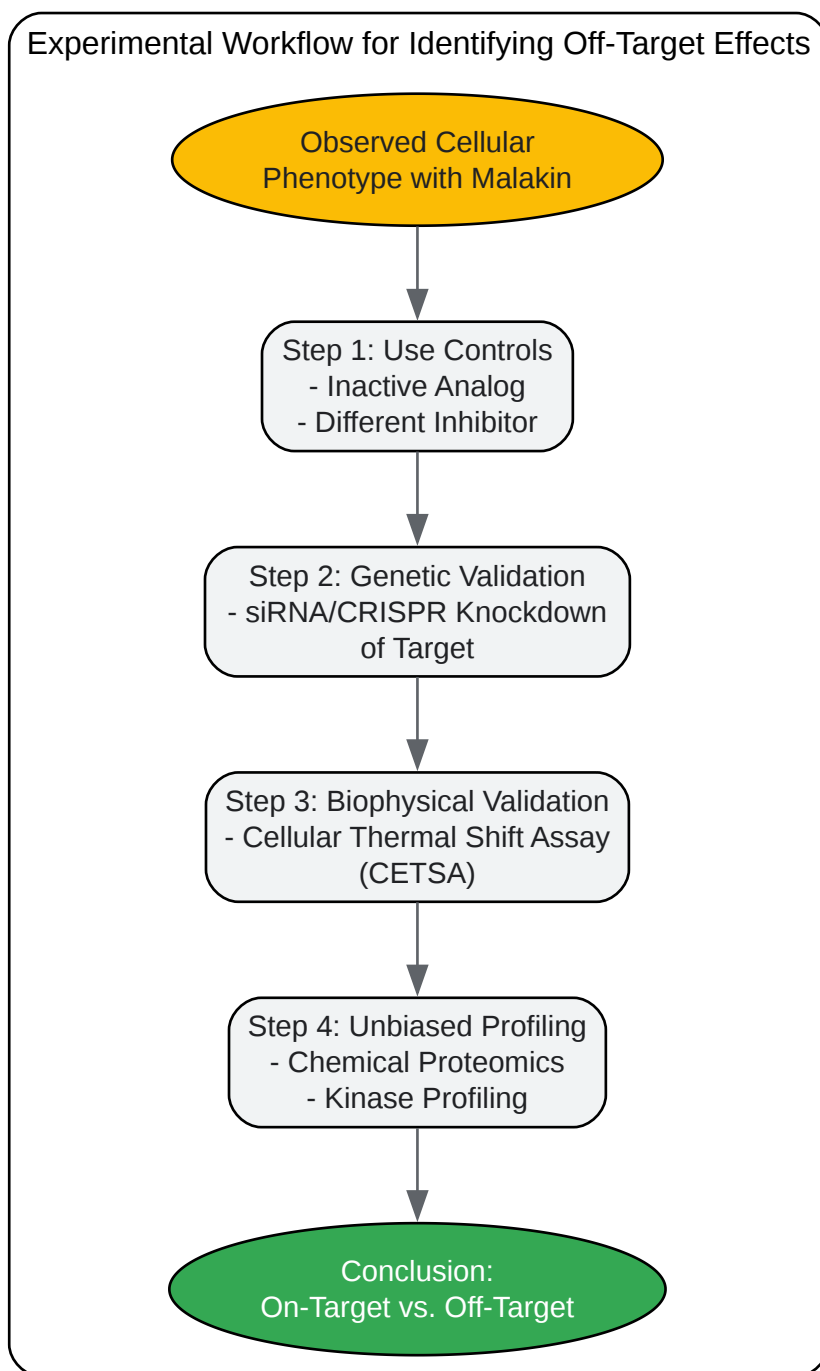 Experimental Workflow for Identifying Off-Target Effects
Observed Cellular
Phenotype with Malakin
Step 1: Use Controls
- Inactive Analog
- Different Inhibitor
Step 2: Genetic Validation
- siRNA/CRISPR Knockdown
of Target
Step 3: Biophysical Validation
- Cellular Thermal Shift Assay
(CETSA)
Step 4: Unbiased Profiling
- Chemical Proteomics
- Kinase Profiling
Conclusion:
On-Target vs. Off-Target